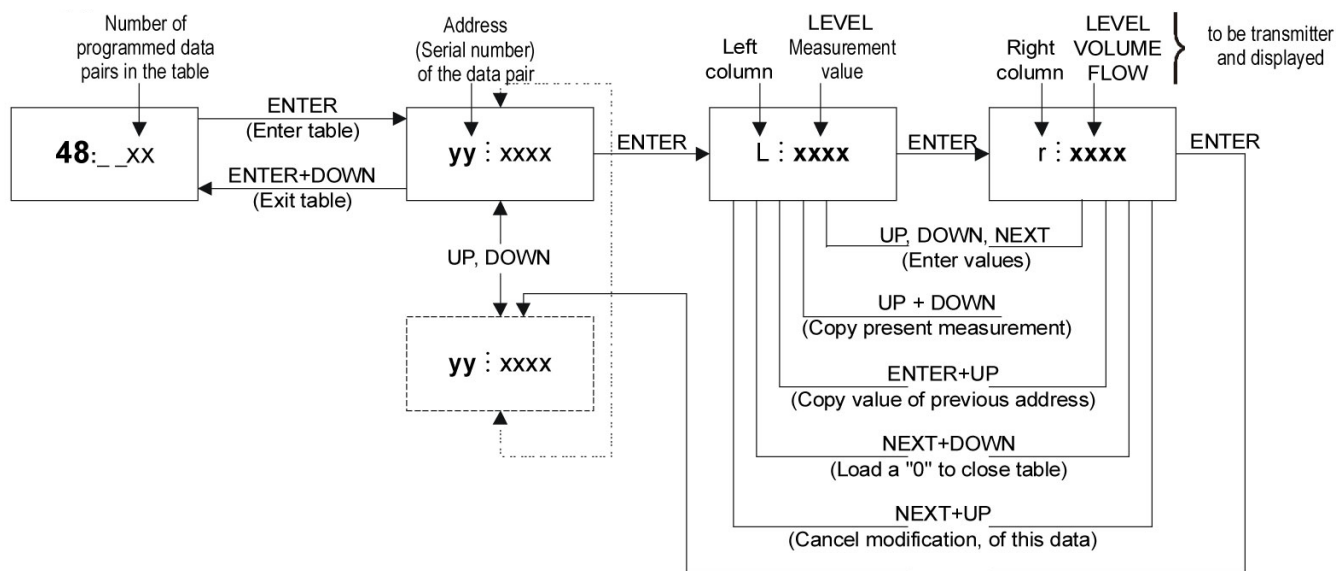 Number of
programmed data
pairs in the table
Address
(Serial number)
of the data pair
Left
column
LEVEL
Measurement
value
Right
column
LEVEL
VOLUME
FLOW
to be transmitter
and displayed
48:_ _xx
ENTER
(Enter table)
ENTER+DOWN
(Exit table)
yy : xxxx
ENTER
L : xxxx
ENTER
r : xxxx
ENTER
UP, DOWN
yy : xxxx
UP, DOWN, NEXT
(Enter values)
UP + DOWN
(Copy present measurement)
ENTER+UP
(Copy value of previous address)
NEXT+DOWN
(Load a "0" to close table)
NEXT+UP
(Cancel modification, of this data)